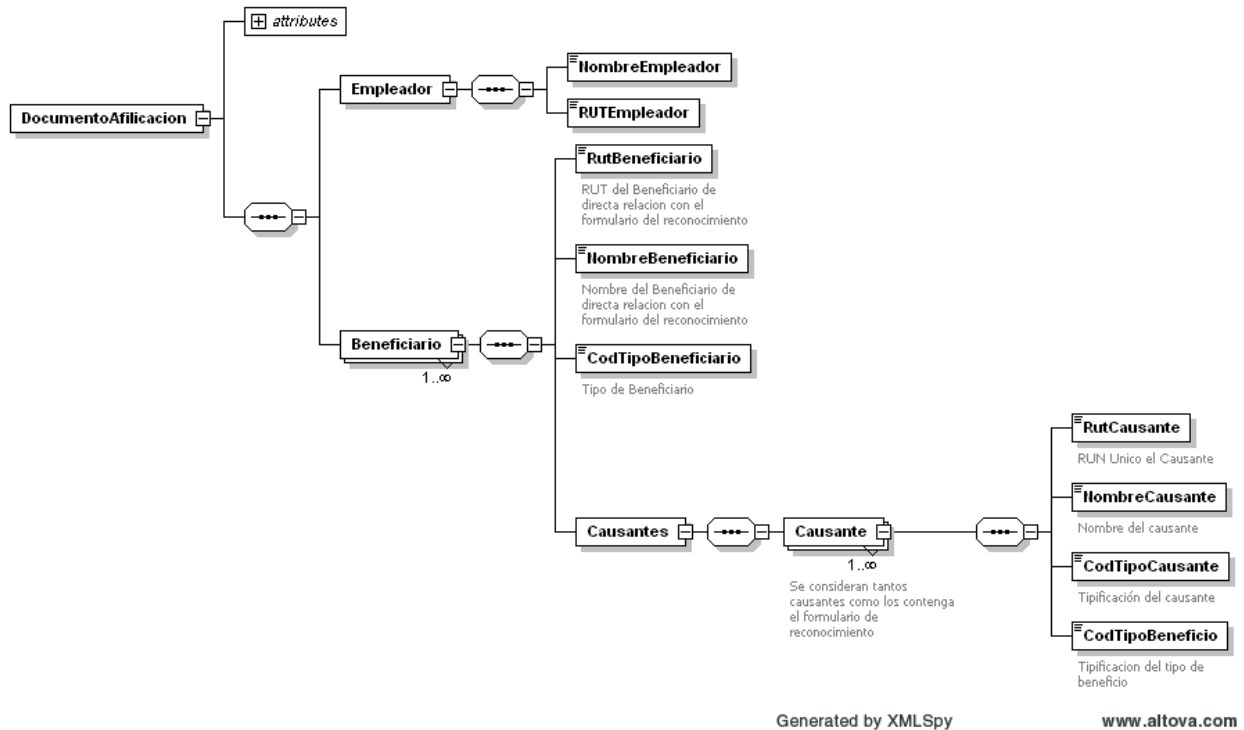 attributes
DocumentoAfilicacion
Empleador
NombreEmpleador
RUTEmpleador
RutBeneficiario
RUT del Beneficiario de
directa relacion con el
formulario del reconocimiento
NombreBeneficiario
Nombre del Beneficiario de
directa relacion con el
formulario del reconocimiento
Beneficiario
1..∞
CodTipoBeneficiario
Tipo de Beneficiario
Causantes
Causante
1..∞
Se consideran tantos
causantes como los contenga
el formulario de
reconocimiento
RutCausante
RUN Unico el Causante
NombreCausante
Nombre del causante
CodTipoCausante
Tipificación del causante
CodTipoBeneficio
Tipificacion del tipo de
beneficio
Generated by XMLSpy
www.altova.com